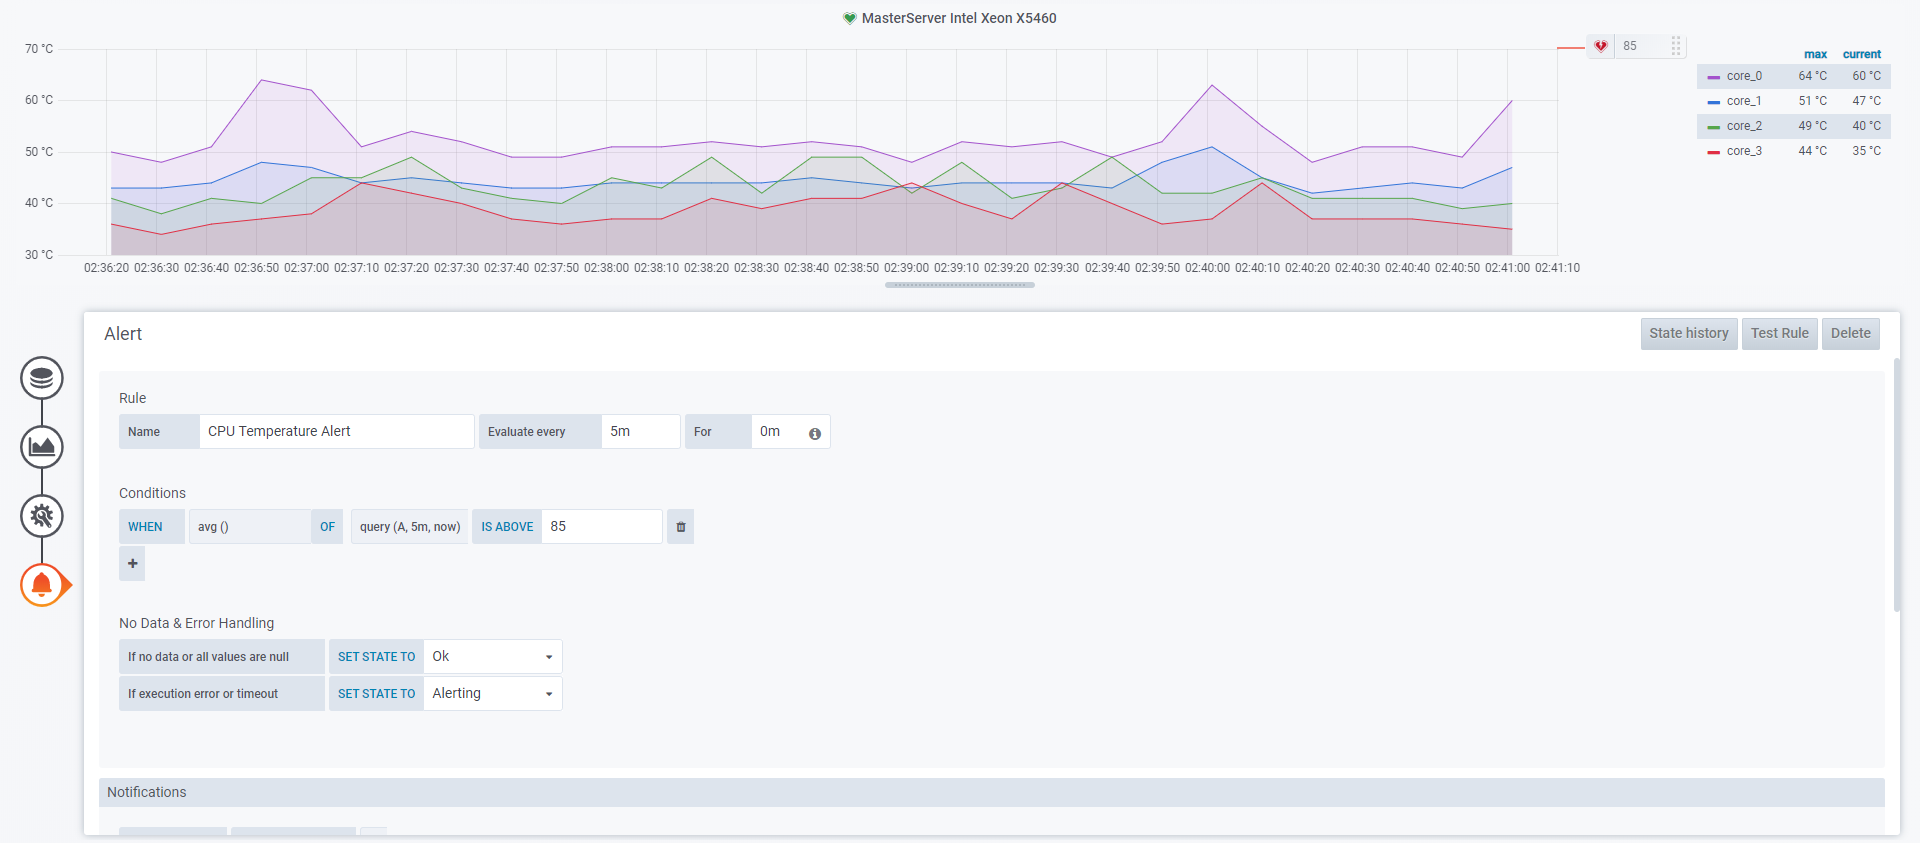 MasterServer Intel Xeon X5460
70 °C
60 °C
50 °C
40 °C
30 °C
02:36:20 02:36:30 02:36:40 02:36:50 02:37:00 02:37:10 02:37:20 02:37:30 02:37:40 02:37:50 02:38:00 02:38:10 02:38:20 02:38:30 02:38:40 02:38:50 02:39:00 02:39:10 02:39:20 02:39:30 02:39:40 02:39:50 02:40:00 02:40:10 02:40:20 02:40:30 02:40:40 02:40:50 02:41:00 02:41:10
85
max current
core_0 64 °C 60 °C
core_1 51 °C 47 °C
core_2 49 °C 40 °C
core_3 44 °C 35 °C
Alert State history Test Rule Delete
Rule
Name CPU Temperature Alert Evaluate every 5m For 0m
Conditions
WHEN avg () OF query (A, 5m, now) IS ABOVE 85
+
No Data & Error Handling
If no data or all values are null SET STATE TO Ok
If execution error or timeout SET STATE TO Alerting
Notifications